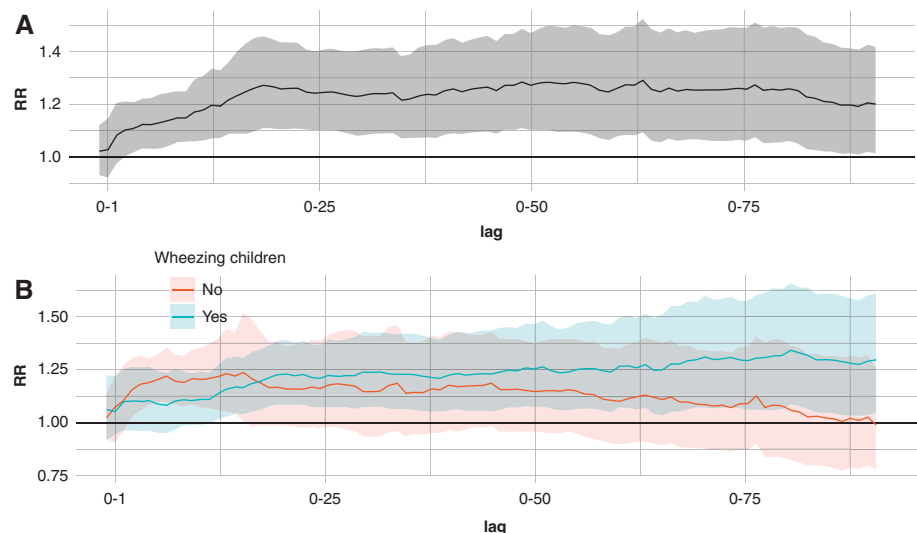 A
1.4
1.2
1.0
RR
0-1 0-25 0-50 0-75
lag
Wheezing children
No
Yes
B
1.50
1.25
1.00
0.75
RR
0-1 0-25 0-50 0-75
lag